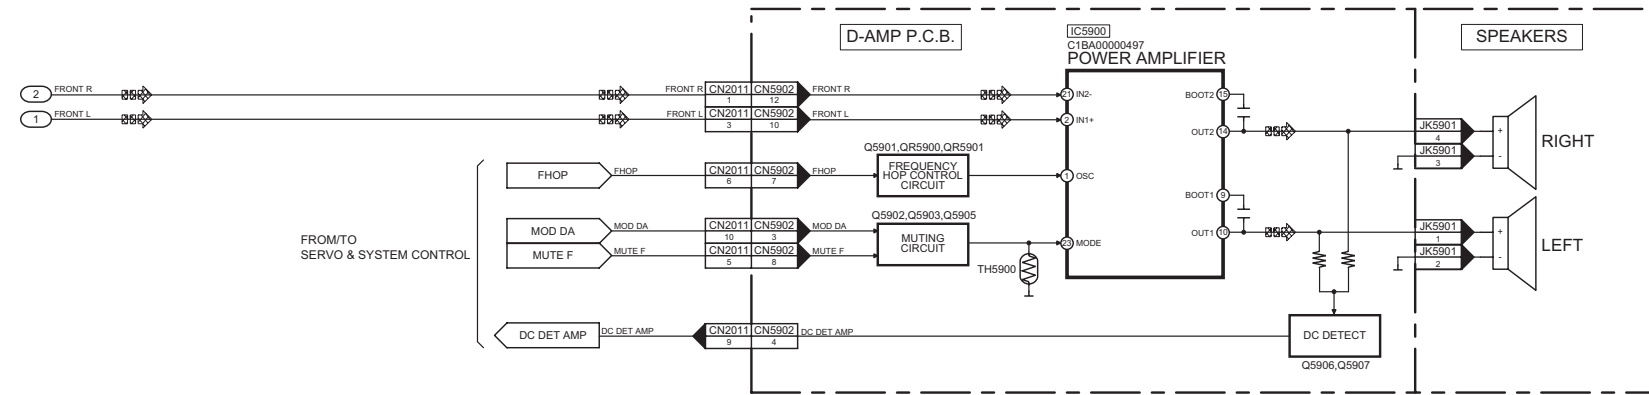 D-AMP P.C.B.
IC5900
C1BA00000497
POWER AMPLIFIER
SPEAKERS
2 FRONT R
FRONT R CN2011 CN5902 FRONT R
1 12
21 IN2-
BOOT2 15
1 FRONT L
FRONT L CN2011 CN5902 FRONT L
3 10
2 IN1+
OUT2 14
JK5901
4
+
JK5901
3
-
RIGHT
Q5901,QR5900,QR5901
FHOP FHOP CN2011 CN5902 FHOP
6 7
FREQUENCY
HOP CONTROL
CIRCUIT
1 OSC
BOOT1 9
Q5902,Q5903,Q5905
MOD DA MOD DA CN2011 CN5902 MOD DA
10 3
MUTE F MUTE F CN2011 CN5902 MUTE F
5 8
MUTING
CIRCUIT
23 MODE
OUT1 10
JK5901
1
+
JK5901
2
-
LEFT
FROM/TO
SERVO & SYSTEM CONTROL
TH5900
DC DET AMP DC DET AMP CN2011 CN5902 DC DET AMP
9 4
DC DETECT
Q5906,Q5907